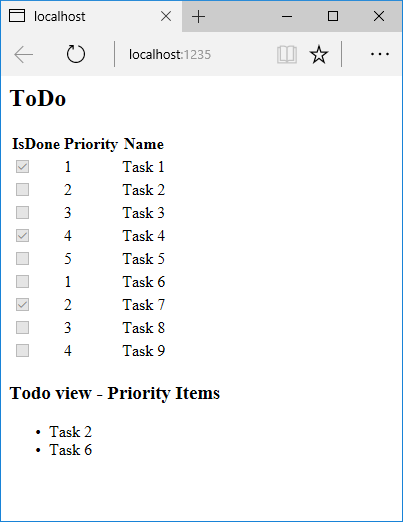 localhost
localhost:1235
ToDo
IsDone Priority Name
1 Task 1
2 Task 2
3 Task 3
4 Task 4
5 Task 5
1 Task 6
2 Task 7
3 Task 8
4 Task 9
Todo view - Priority Items
• Task 2
• Task 6